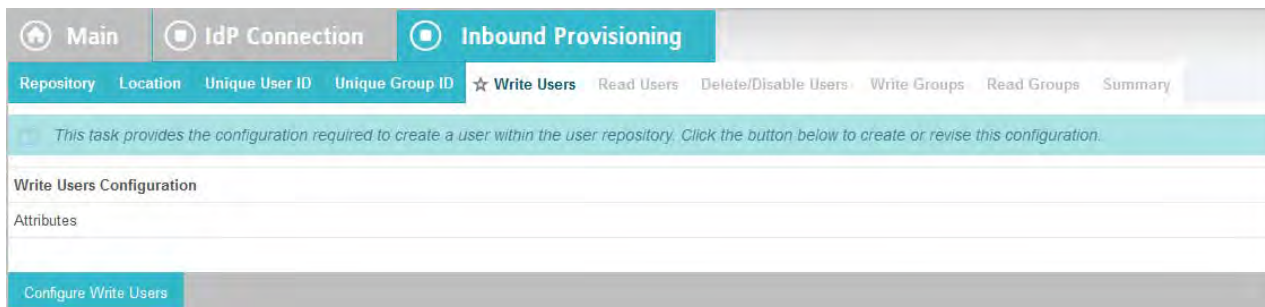 Main IdP Connection Inbound Provisioning
Repository Location Unique User ID Unique Group ID Write Users Read Users Delete/Disable Users Write Groups Read Groups Summary
This task provides the configuration required to create a user within the user repository. Click the button below to create or revise this configuration.
Write Users Configuration
Attributes
Configure Write Users